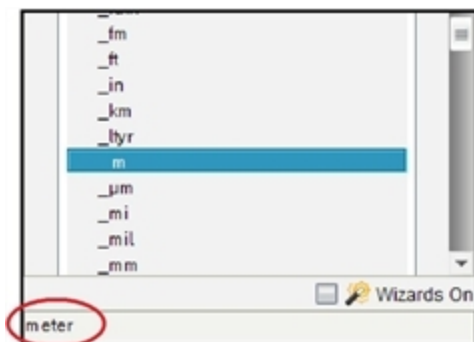 _fm
_ft
_in
_km
_ltyr
_m
_µm
_mi
_mil
_mm
Wizards On
meter